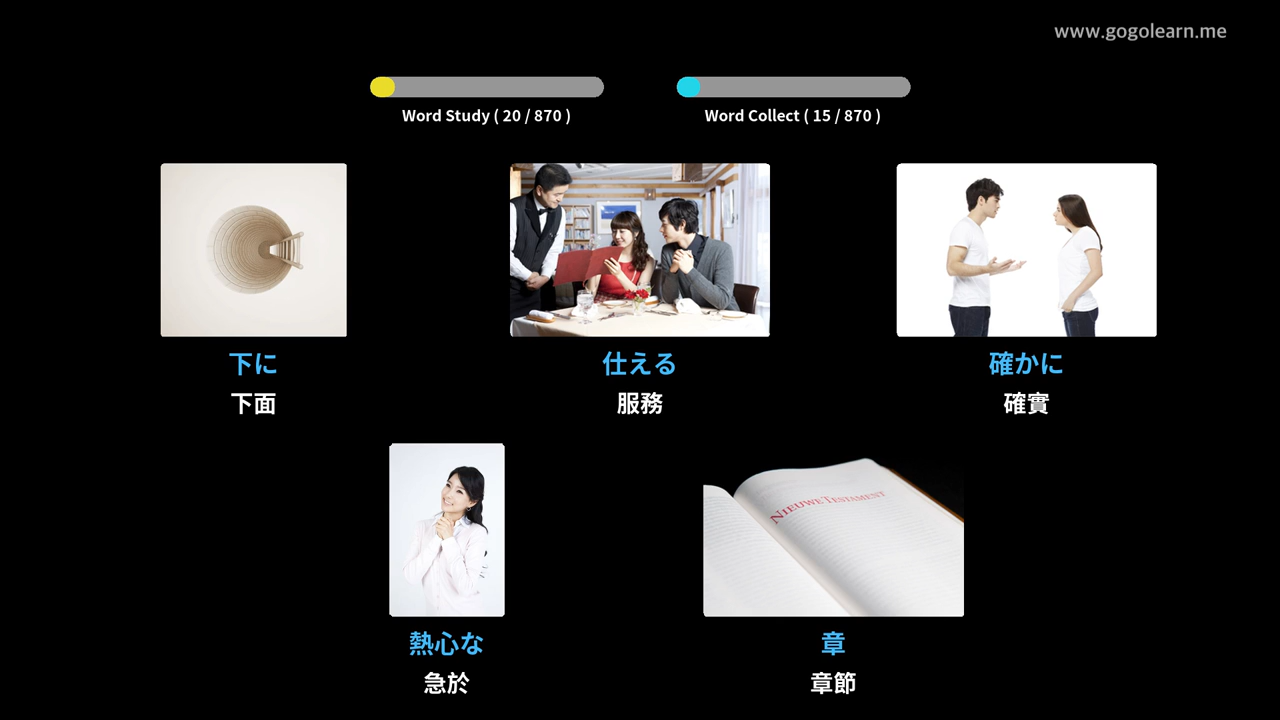 www.gogolearn.me
Word Study ( 20 / 870 )
Word Collect ( 15 / 870 )
下に
下面
仕える
服務
確かに
確實
NIEUWE TESTAMENT
熱心な
急於
章
章節